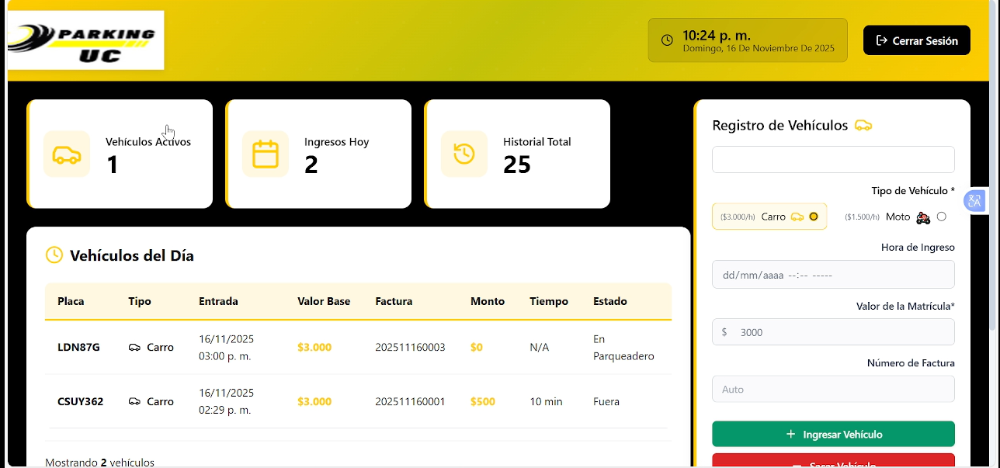 PARKING
UC
10:24 p. m.
Domingo, 16 De Noviembre De 2025
Cerrar Sesión
Vehículos Activos
1
Ingresos Hoy
2
Historial Total
25
Vehículos del Día
Placa Tipo Entrada Valor Base Factura Monto Tiempo Estado
LDN87G Carro 16/11/2025 03:00 p. m. $3.000 202511160003 $0 N/A En Parqueadero
CSUY362 Carro 16/11/2025 02:29 p. m. $3.000 202511160001 $500 10 min Fuera
Mostrando 2 vehículos
Registro de Vehículos
Tipo de Vehículo *
($3.000/h) Carro ($1.500/h) Moto
Hora de Ingreso
dd/mm/aaaa --:-- -----
Valor de la Matrícula*
$ 3000
Número de Factura
Auto
+ Ingresar Vehículo
Sacar Vehículo